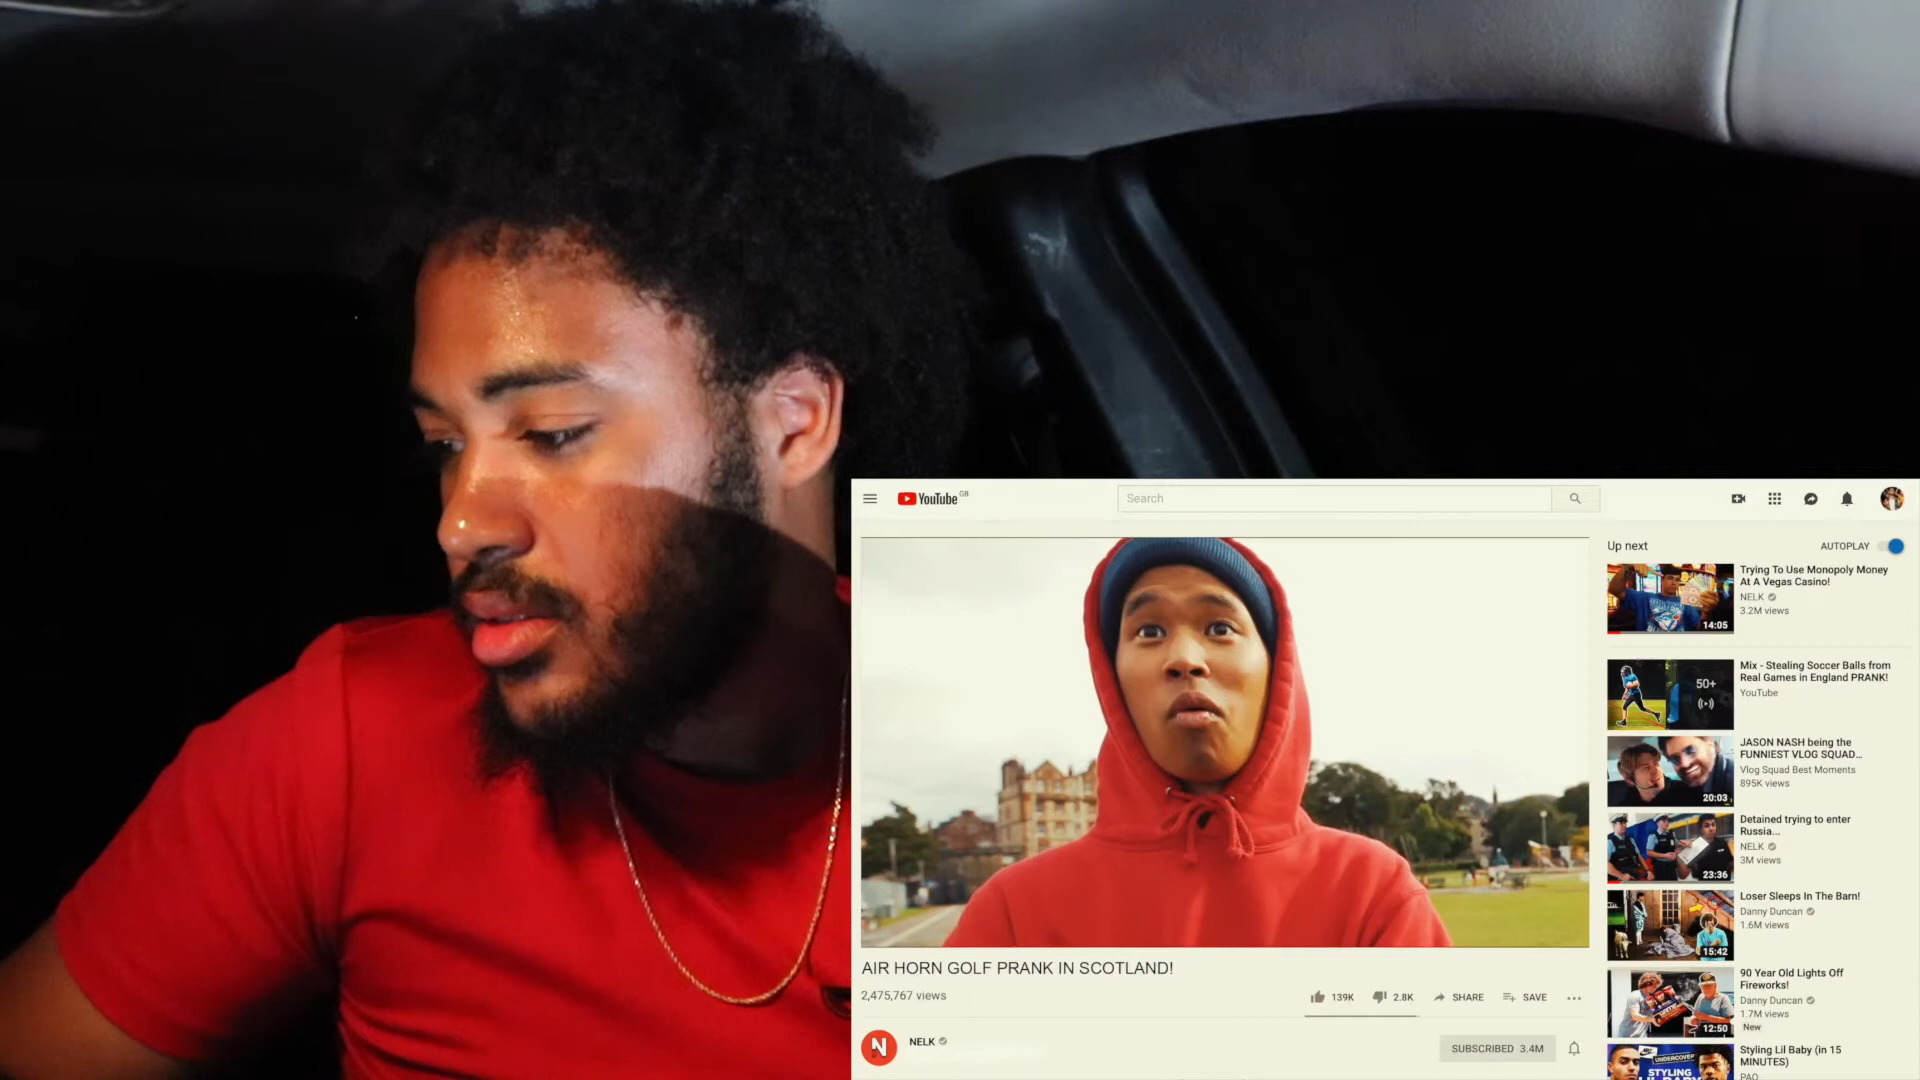 YouTube GB
Search
Up next
AUTOPLAY
Trying To Use Monopoly Money
At A Vegas Casino!
NELK
3.2M views
14:05
Mix - Stealing Soccer Balls from
Real Games in England PRANK!
YouTube
50+
JASON NASH being the
FUNNIEST VLOG SQUAD...
Vlog Squad Best Moments
895K views
20:03
Detained trying to enter
Russia...
NELK
3M views
23:36
Loser Sleeps In The Barn!
Danny Duncan
1.6M views
15:42
90 Year Old Lights Off
Fireworks!
Danny Duncan
1.7M views
New
12:50
Styling Lil Baby (in 15
MINUTES)
PAQ
UNDERCOVER
STYLING
LIL BABY
AIR HORN GOLF PRANK IN SCOTLAND!
2,475,767 views
139K
2.8K
SHARE
SAVE
N
NELK
SUBSCRIBED 3.4M